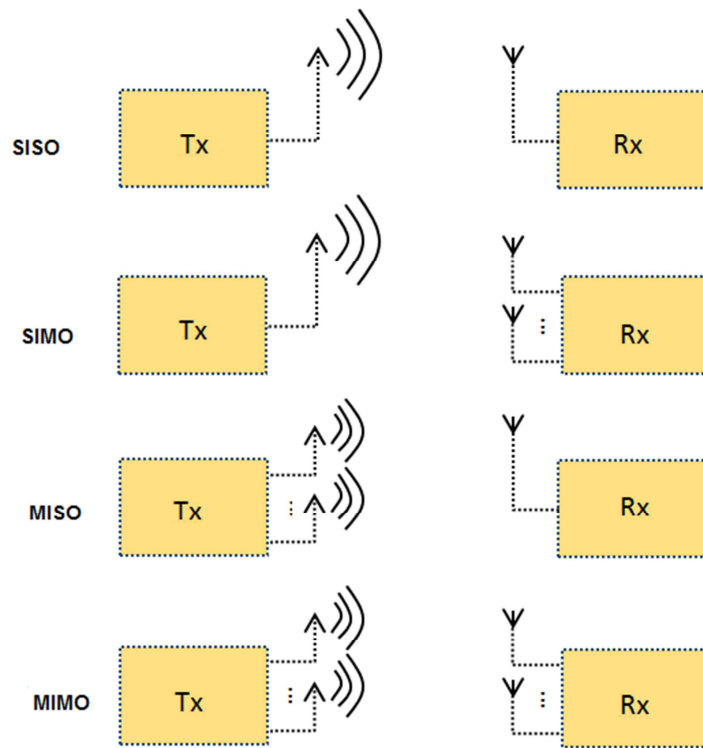 SISO Tx Rx
SIMO Tx ... Rx
MISO Tx ... Rx
MIMO Tx ... ... Rx